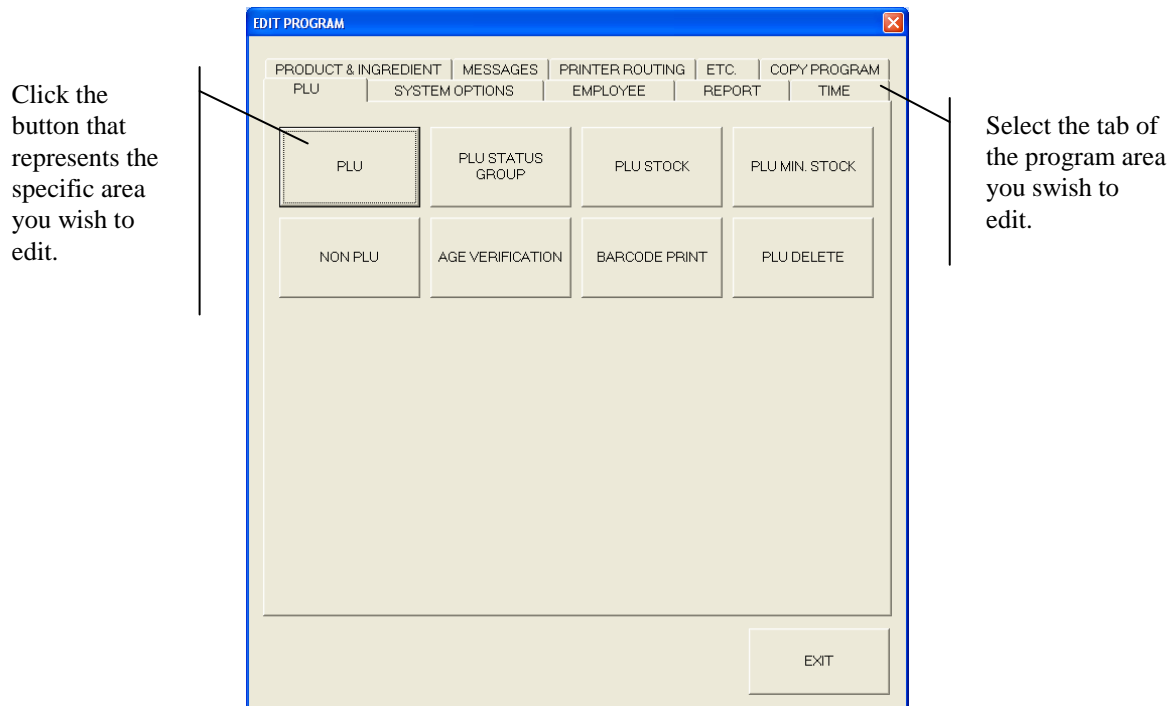 EDIT PROGRAM
PRODUCT & INGREDIENT MESSAGES PRINTER ROUTING ETC. COPY PROGRAM
PLU SYSTEM OPTIONS EMPLOYEE REPORT TIME
Click the
button that
represents the
specific area
you wish to
edit.
PLU
PLU STATUS
GROUP
PLU STOCK
PLU MIN. STOCK
NON PLU
AGE VERIFICATION
BARCODE PRINT
PLU DELETE
EXIT
Select the tab of
the program area
you swish to
edit.